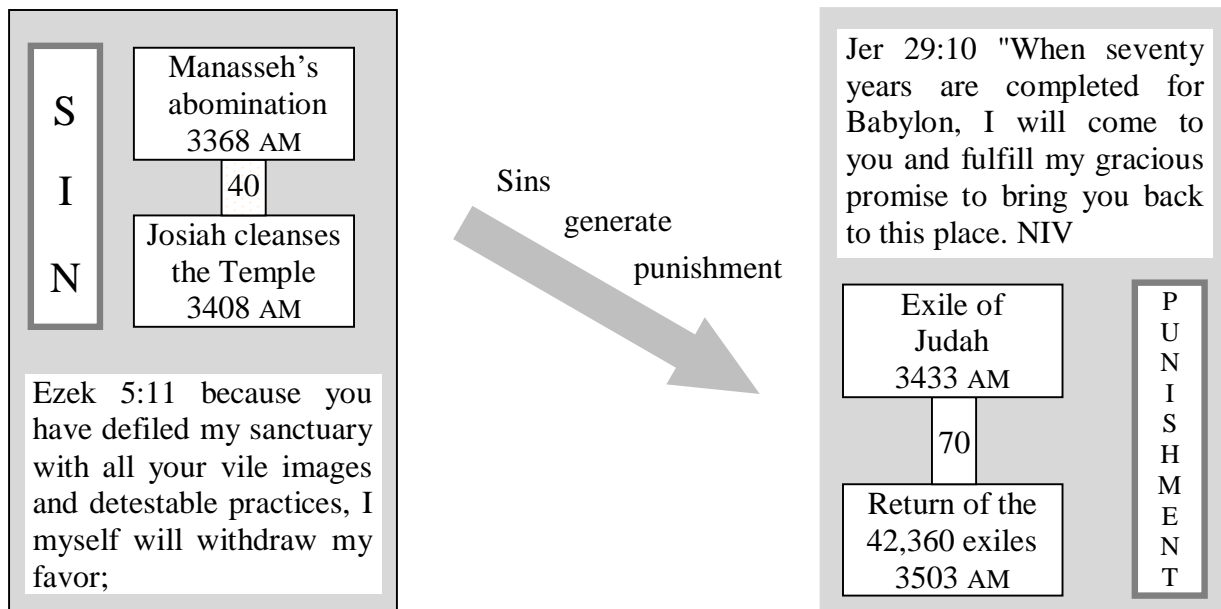 S
I
N
Manasseh's
abomination
3368 AM
40
Josiah cleanses
the Temple
3408 AM
Ezek 5:11 because you
have defiled my sanctuary
with all your vile images
and detestable practices, I
myself will withdraw my
favor;
Sins
generate
punishment
Jer 29:10 "When seventy
years are completed for
Babylon, I will come to
you and fulfill my gracious
promise to bring you back
to this place. NIV
Exile of
Judah
3433 AM
70
Return of the
42,360 exiles
3503 AM
P
U
N
I
S
H
M
E
N
T